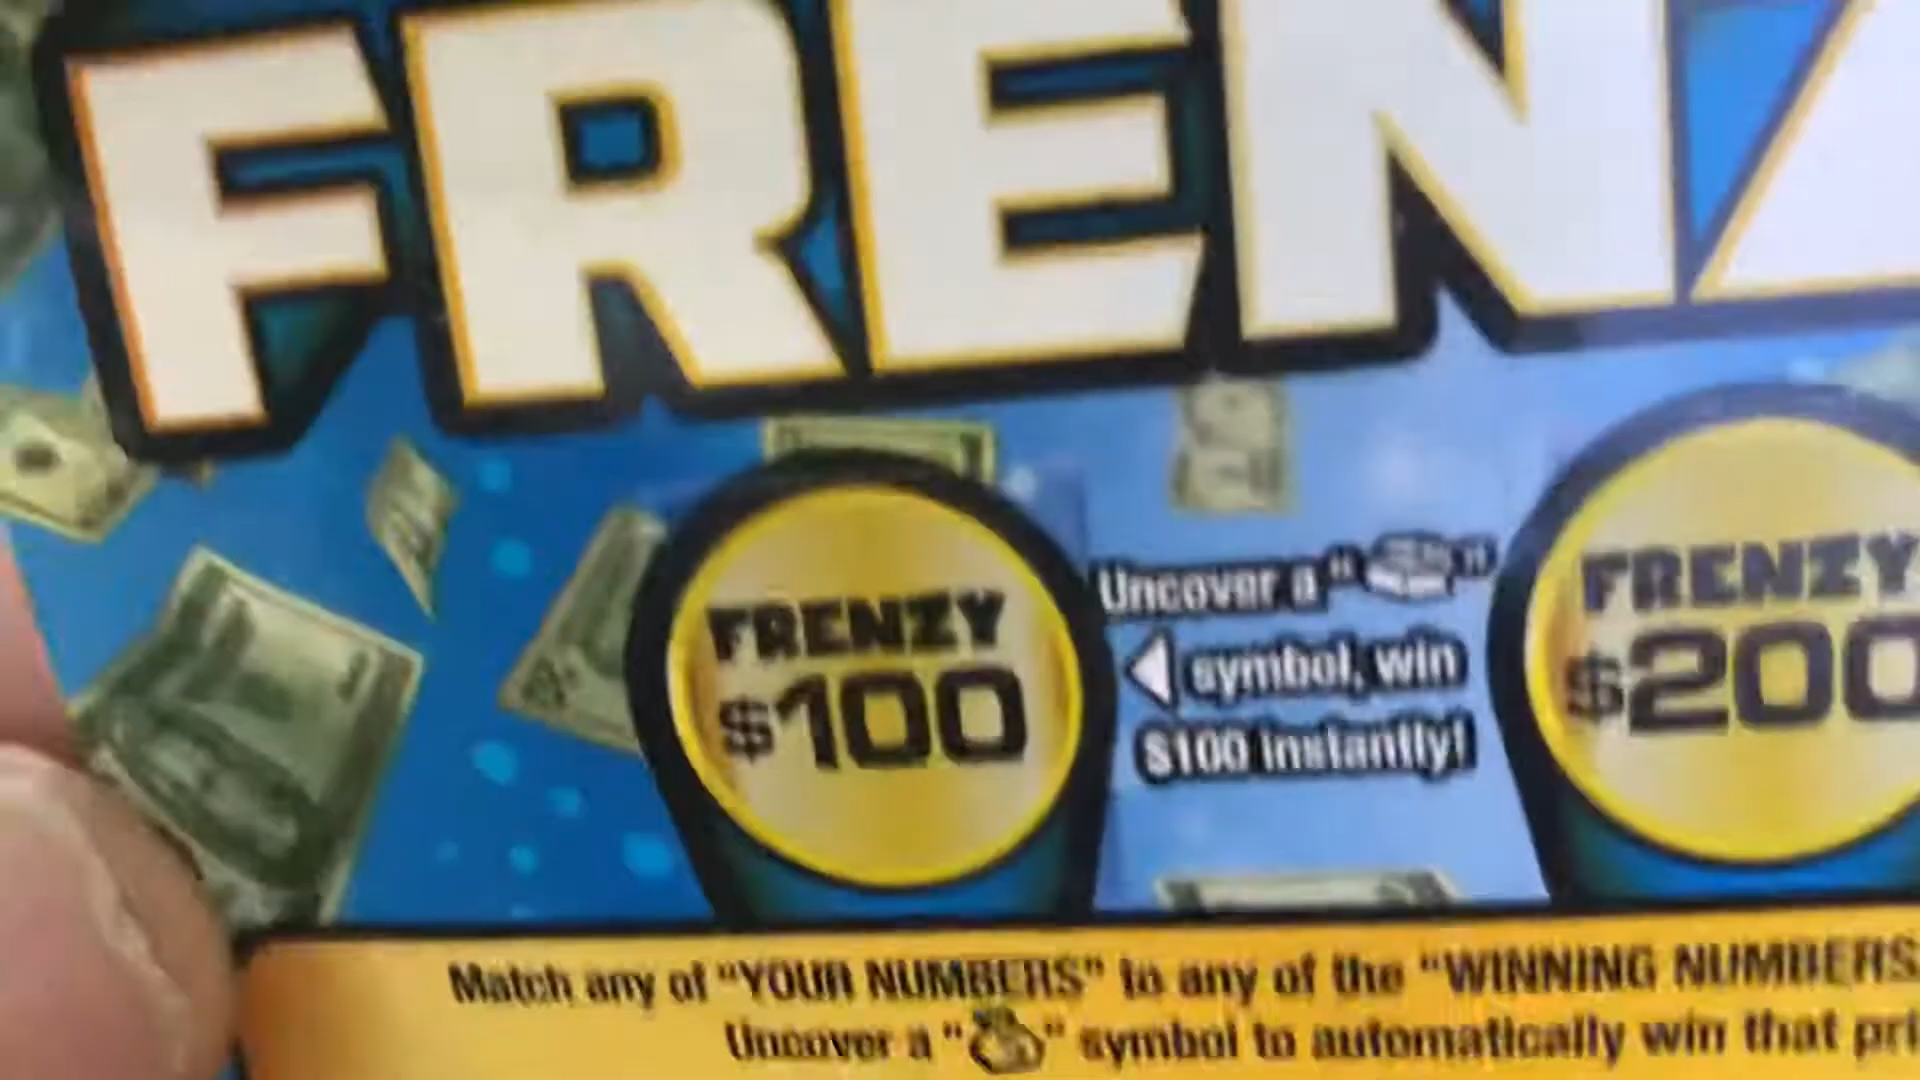 FRENZ
FRENZY
$100
Uncover a " "
symbol, win
$100 instantly!
FRENZY
$200
Match any of "YOUR NUMBERS" to any of the "WINNING NUMBERS
Uncover a " " symbol to automatically win that pri